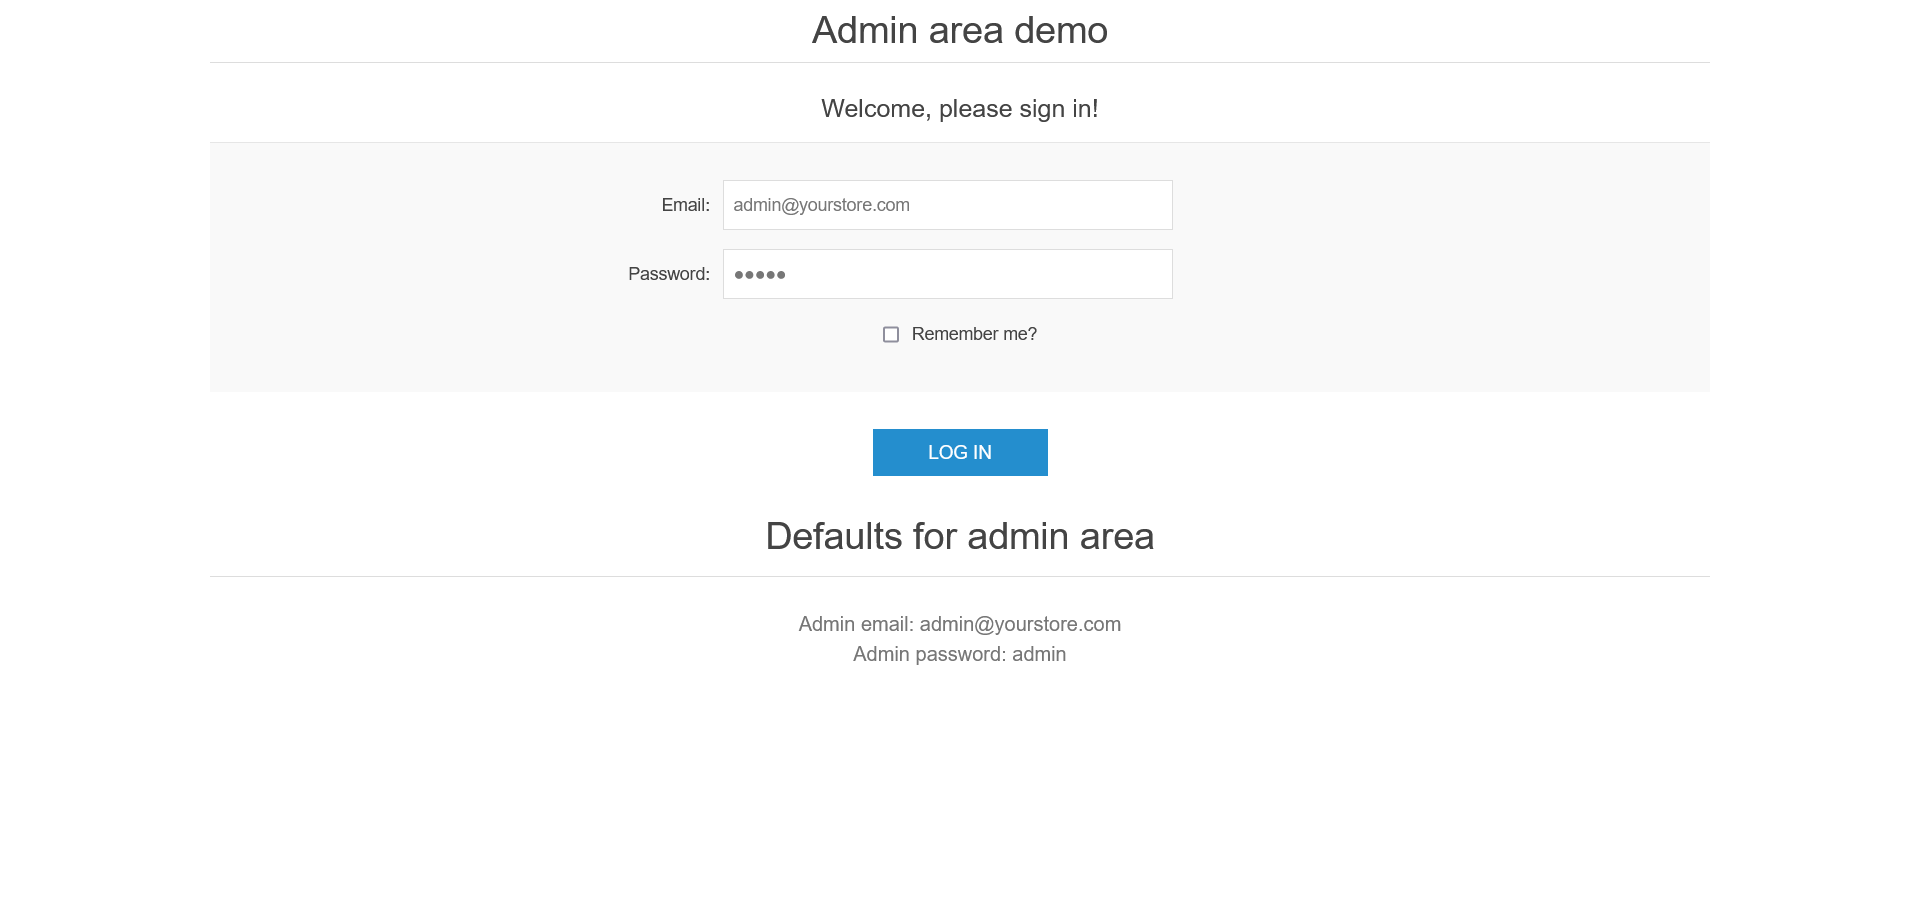 Admin area demo
Welcome, please sign in!
Email: admin@yourstore.com
Password: •••••
Remember me?
LOG IN
Defaults for admin area
Admin email: admin@yourstore.com
Admin password: admin